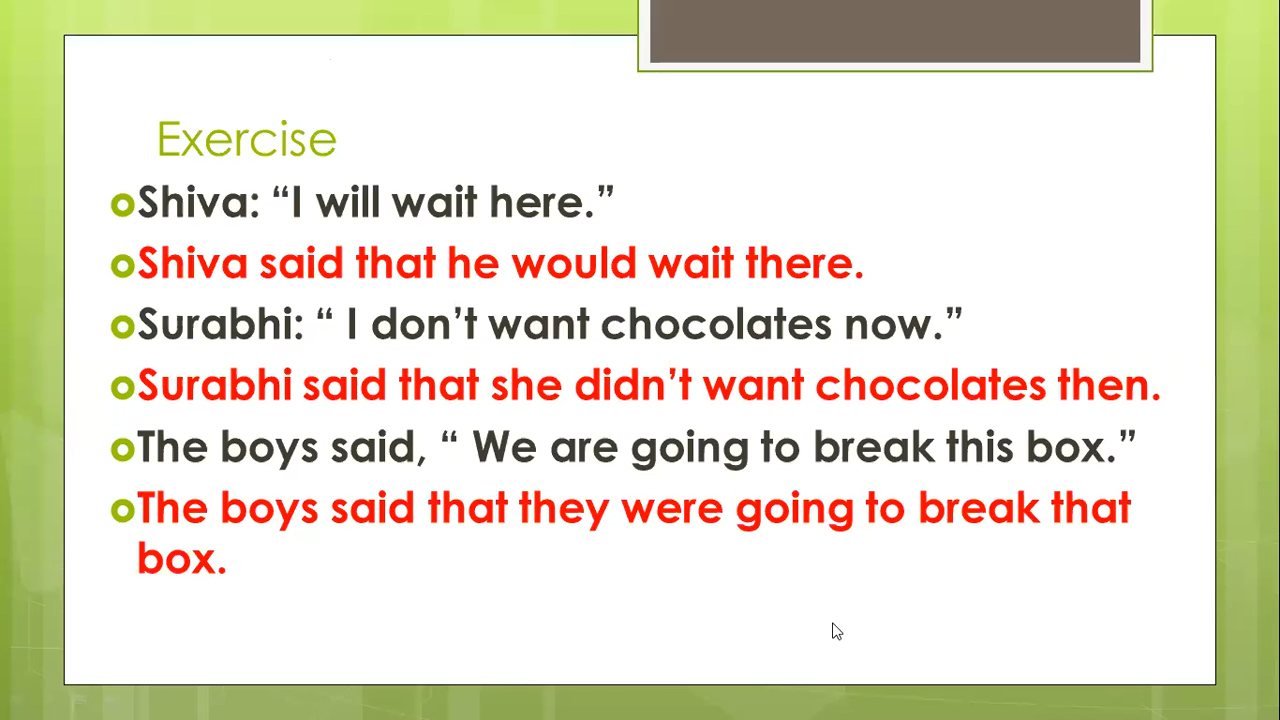 Exercise
Shiva: “I will wait here.”
Shiva said that he would wait there.
Surabhi: “ I don’t want chocolates now.”
Surabhi said that she didn’t want chocolates then.
The boys said, “ We are going to break this box.”
The boys said that they were going to break that
box.